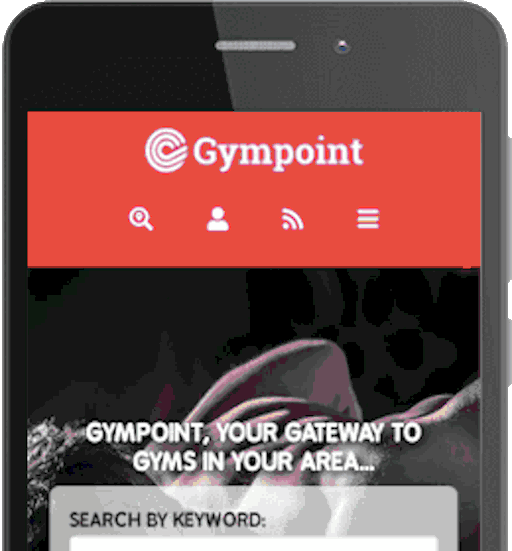 Gympoint
GYMPOINT, YOUR GATEWAY TO
GYMS IN YOUR AREA...
SEARCH BY KEYWORD: